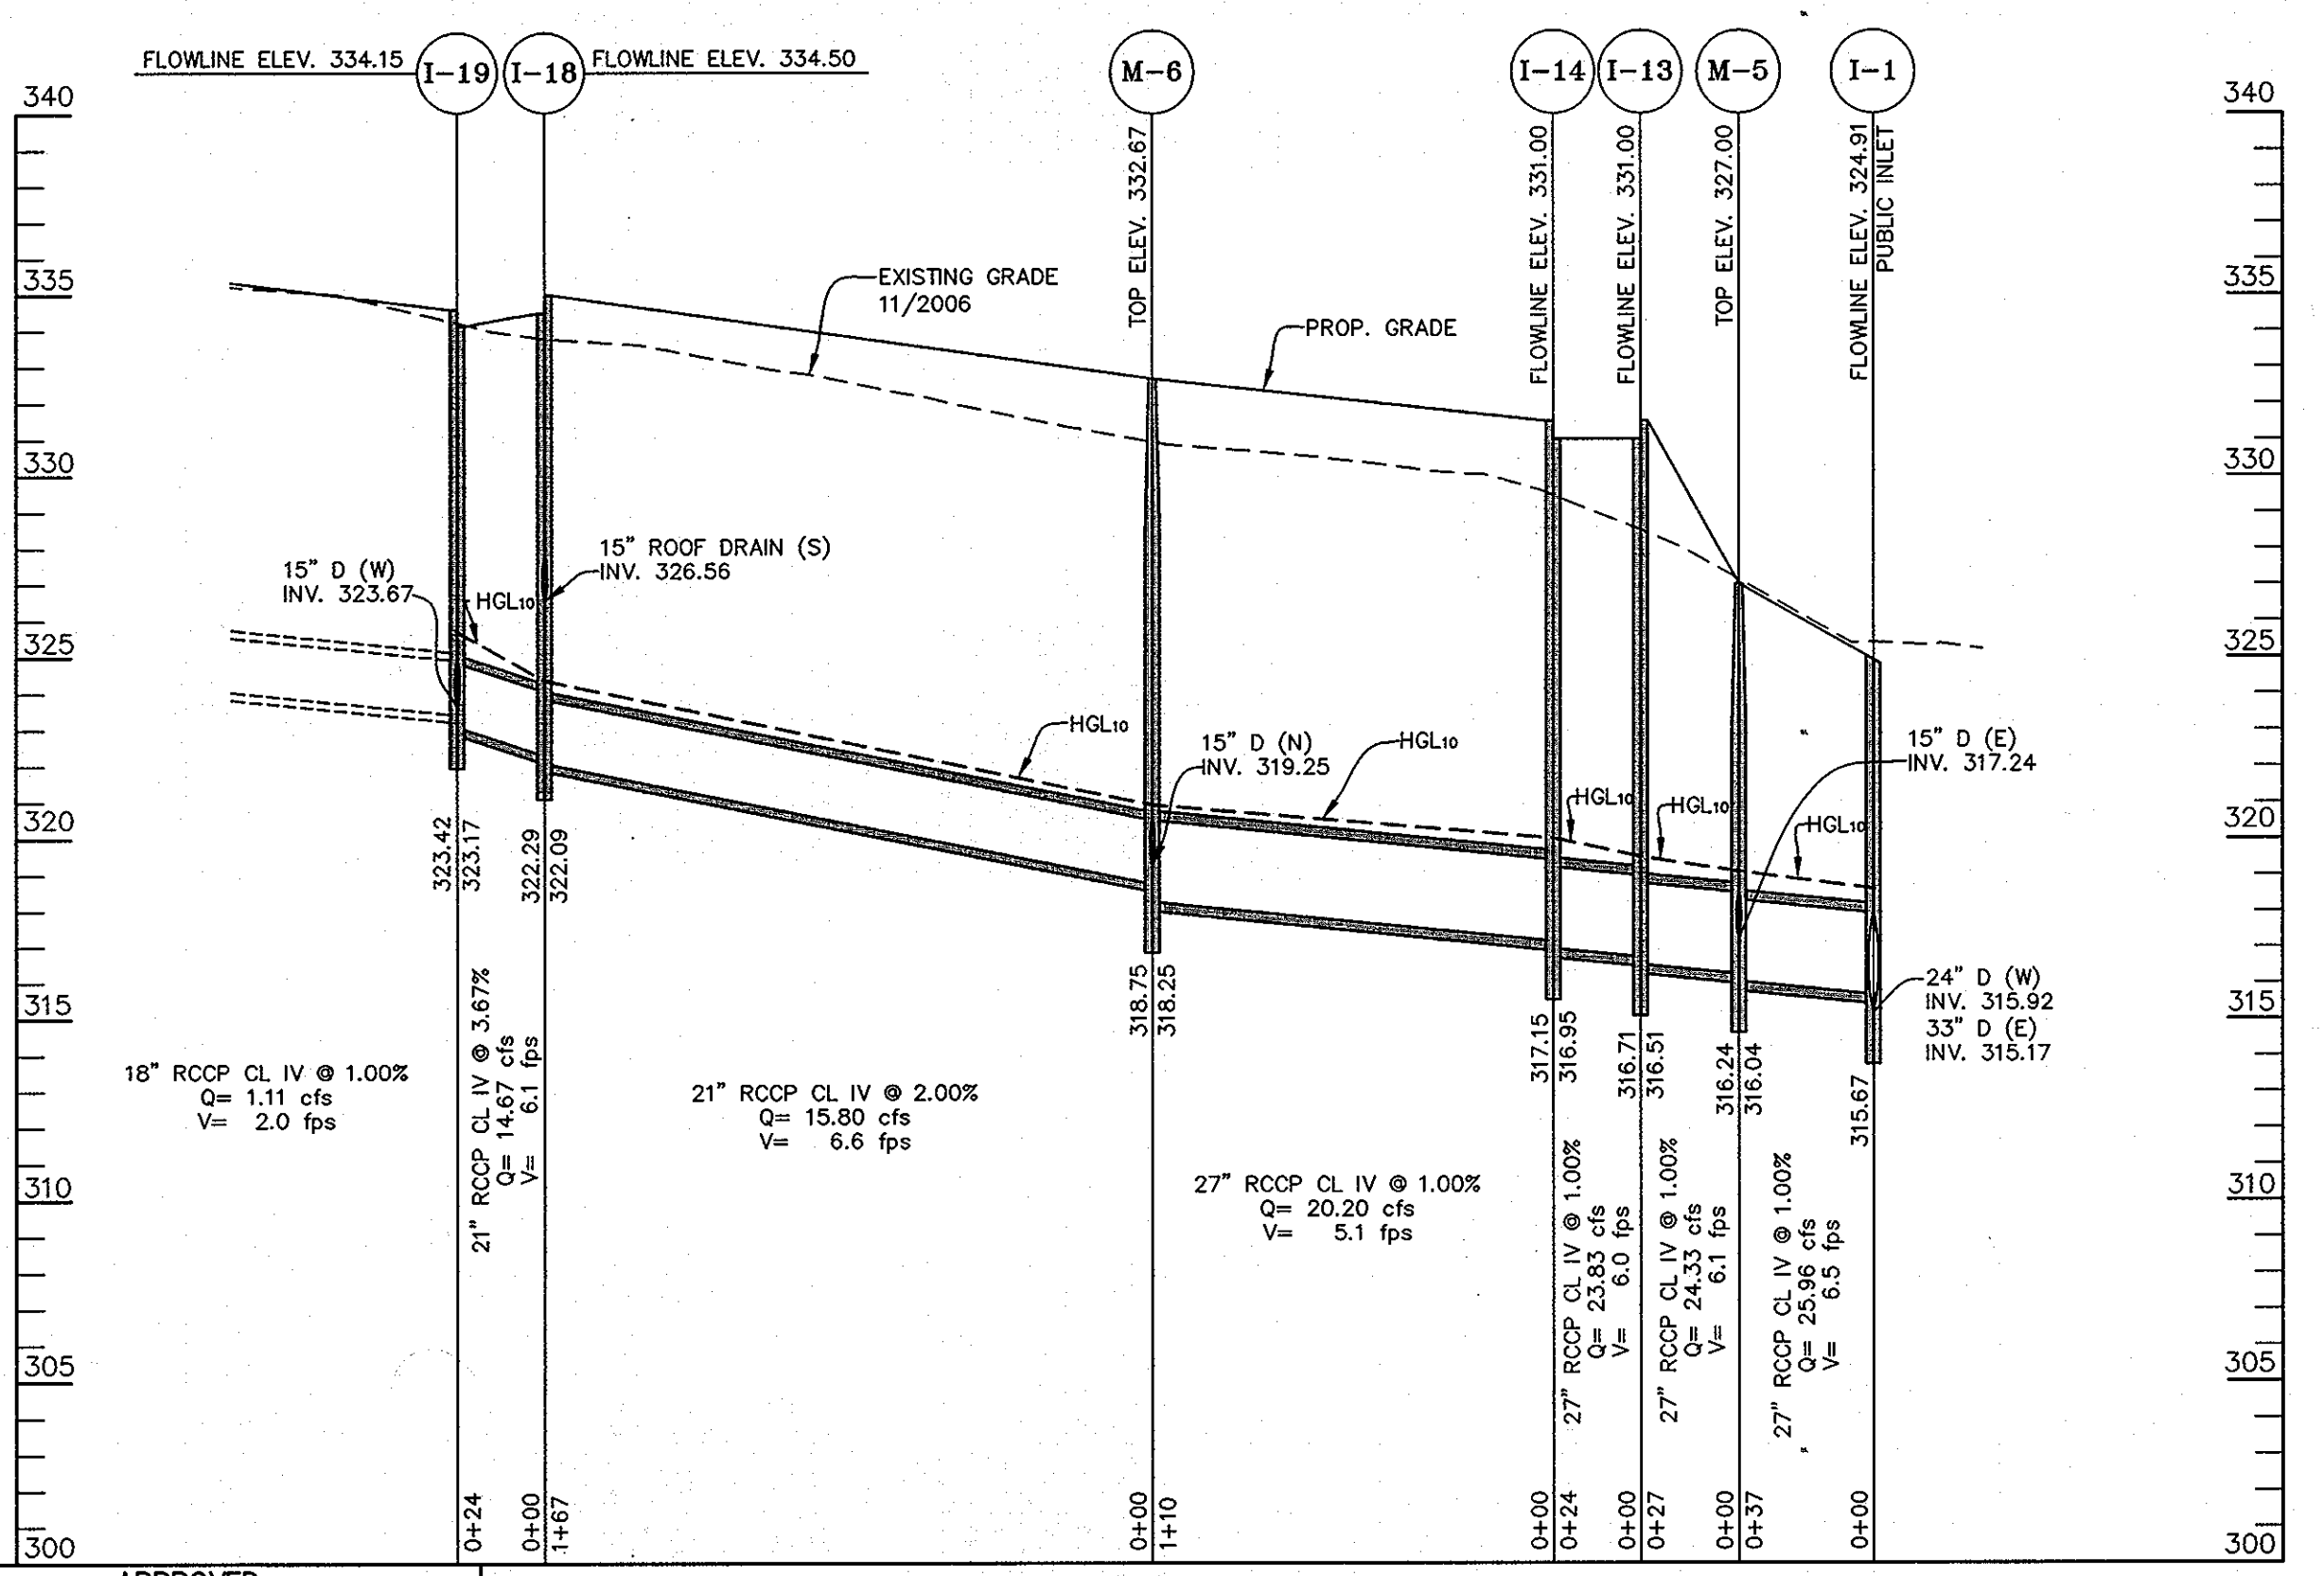 FLOWLINE ELEV. 334.15
I-19
I-18
FLOWLINE ELEV. 334.50
M-6
I-14
I-13
M-5
I-1
340
340
TOP ELEV. 332.67
FLOWLINE ELEV. 331.00
FLOWLINE ELEV. 331.00
TOP ELEV. 327.00
FLOWLINE ELEV. 324.91
PUBLIC INLET
335
335
EXISTING GRADE
11/2006
PROP. GRADE
330
330
15" D (W)
INV. 323.67
HGL10
15" ROOF DRAIN (S)
INV. 326.56
325
325
HGL10
15" D (N)
INV. 319.25
HGL10
HGL10
HGL10
HGL10
15" D (E)
INV. 317.24
320
320
323.42
323.17
322.29
322.09
318.75
318.25
317.15
316.95
316.71
316.51
316.24
316.04
315.67
24" D (W)
INV. 315.92
33" D (E)
INV. 315.17
315
315
18" RCCP CL IV @ 1.00%
Q= 1.11 cfs
V= 2.0 fps
21" RCCP CL IV @ 3.67%
Q= 14.67 cfs
V= 6.1 fps
21" RCCP CL IV @ 2.00%
Q= 15.80 cfs
V= 6.6 fps
27" RCCP CL IV @ 1.00%
Q= 20.20 cfs
V= 5.1 fps
27" RCCP CL IV @ 1.00%
Q= 23.83 cfs
V= 6.0 fps
27" RCCP CL IV @ 1.00%
Q= 24.33 cfs
V= 6.1 fps
27" RCCP CL IV @ 1.00%
Q= 25.96 cfs
V= 6.5 fps
310
310
305
305
0+24
0+00
1+67
0+00
1+10
0+00
0+24
0+00
0+27
0+00
0+37
0+00
300
300
APPROVED